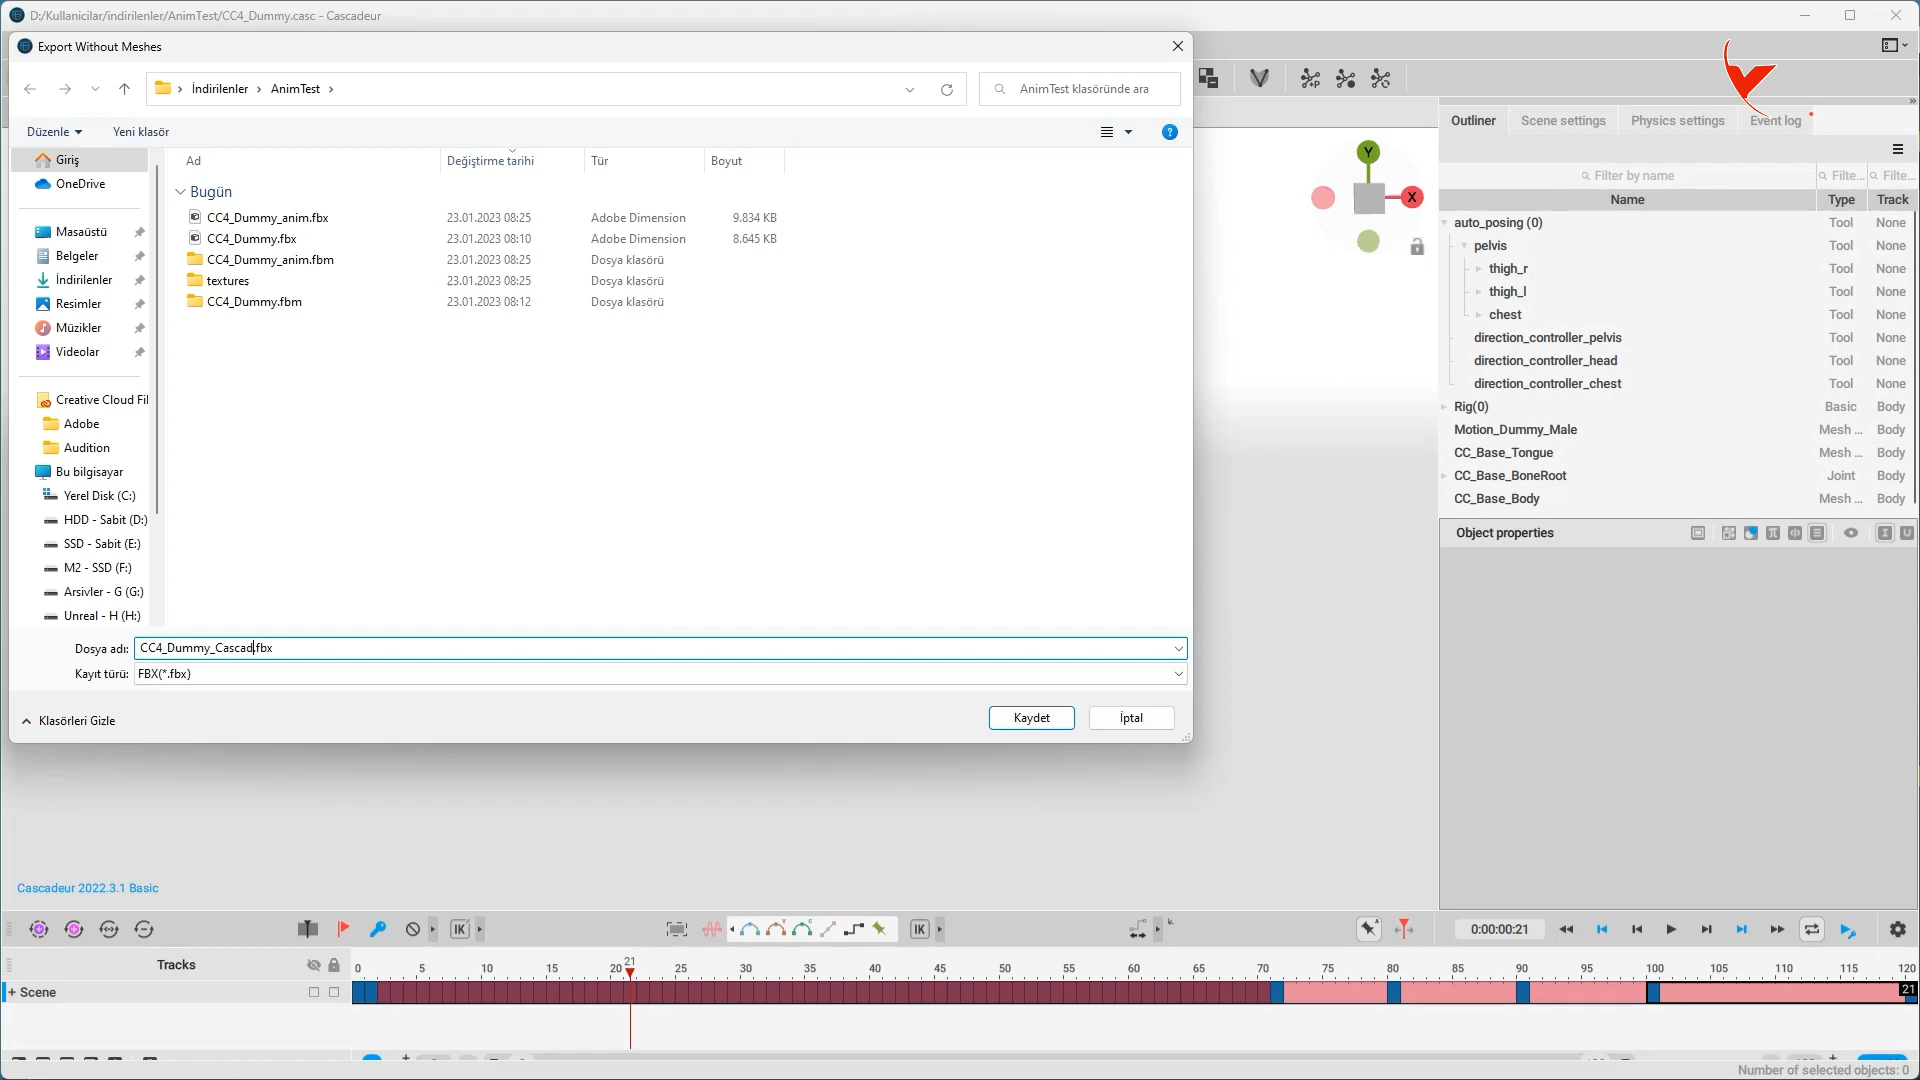 D:/Kullanicilar/indirilenler/AnimTest/CC4_Dummy.casc - Cascadeur
Export Without Meshes
İndirilenler
AnimTest
AnimTest klasöründe ara
Düzenle
Yeni klasör
Giriş
OneDrive
Masaüstü
Belgeler
İndirilenler
Resimler
Müzikler
Videolar
Creative Cloud Fil
Adobe
Audition
Bu bilgisayar
Yerel Disk (C:)
HDD - Sabit (D:)
SSD - Sabit (E:)
M2 - SSD (F:)
Arsivler - G (G:)
Unreal - H (H:)
Ad Değiştirme tarihi Tür Boyut
Bugün
CC4_Dummy_anim.fbx 23.01.2023 08:25 Adobe Dimension 9.834 KB
CC4_Dummy.fbx 23.01.2023 08:10 Adobe Dimension 8.645 KB
CC4_Dummy_anim.fbm 23.01.2023 08:25 Dosya klasörü
textures 23.01.2023 08:25 Dosya klasörü
CC4_Dummy.fbm 23.01.2023 08:12 Dosya klasörü
Dosya adı: CC4_Dummy_Cascad.fbx
Kayıt türü: FBX(*.fbx)
Klasörleri Gizle
Kaydet
İptal
Y
X
Outliner Scene settings Physics settings Event log
Filter by name Filte... Filte...
Name Type Track
auto_posing (0) Tool None
pelvis Tool None
thigh_r Tool None
thigh_l Tool None
chest Tool None
direction_controller_pelvis Tool None
direction_controller_head Tool None
direction_controller_chest Tool None
Rig(0) Basic Body
Motion_Dummy_Male Mesh ... Body
CC_Base_Tongue Mesh ... Body
CC_Base_BoneRoot Joint Body
CC_Base_Body Mesh ... Body
Object properties
Cascadeur 2022.3.1 Basic
IK
IK
0:00:00:21
Tracks
0 5 10 15 20 21 25 30 35 40 45 50 55 60 65 70 75 80 85 90 95 100 105 110 115 120
+ Scene
21
Number of selected objects: 0